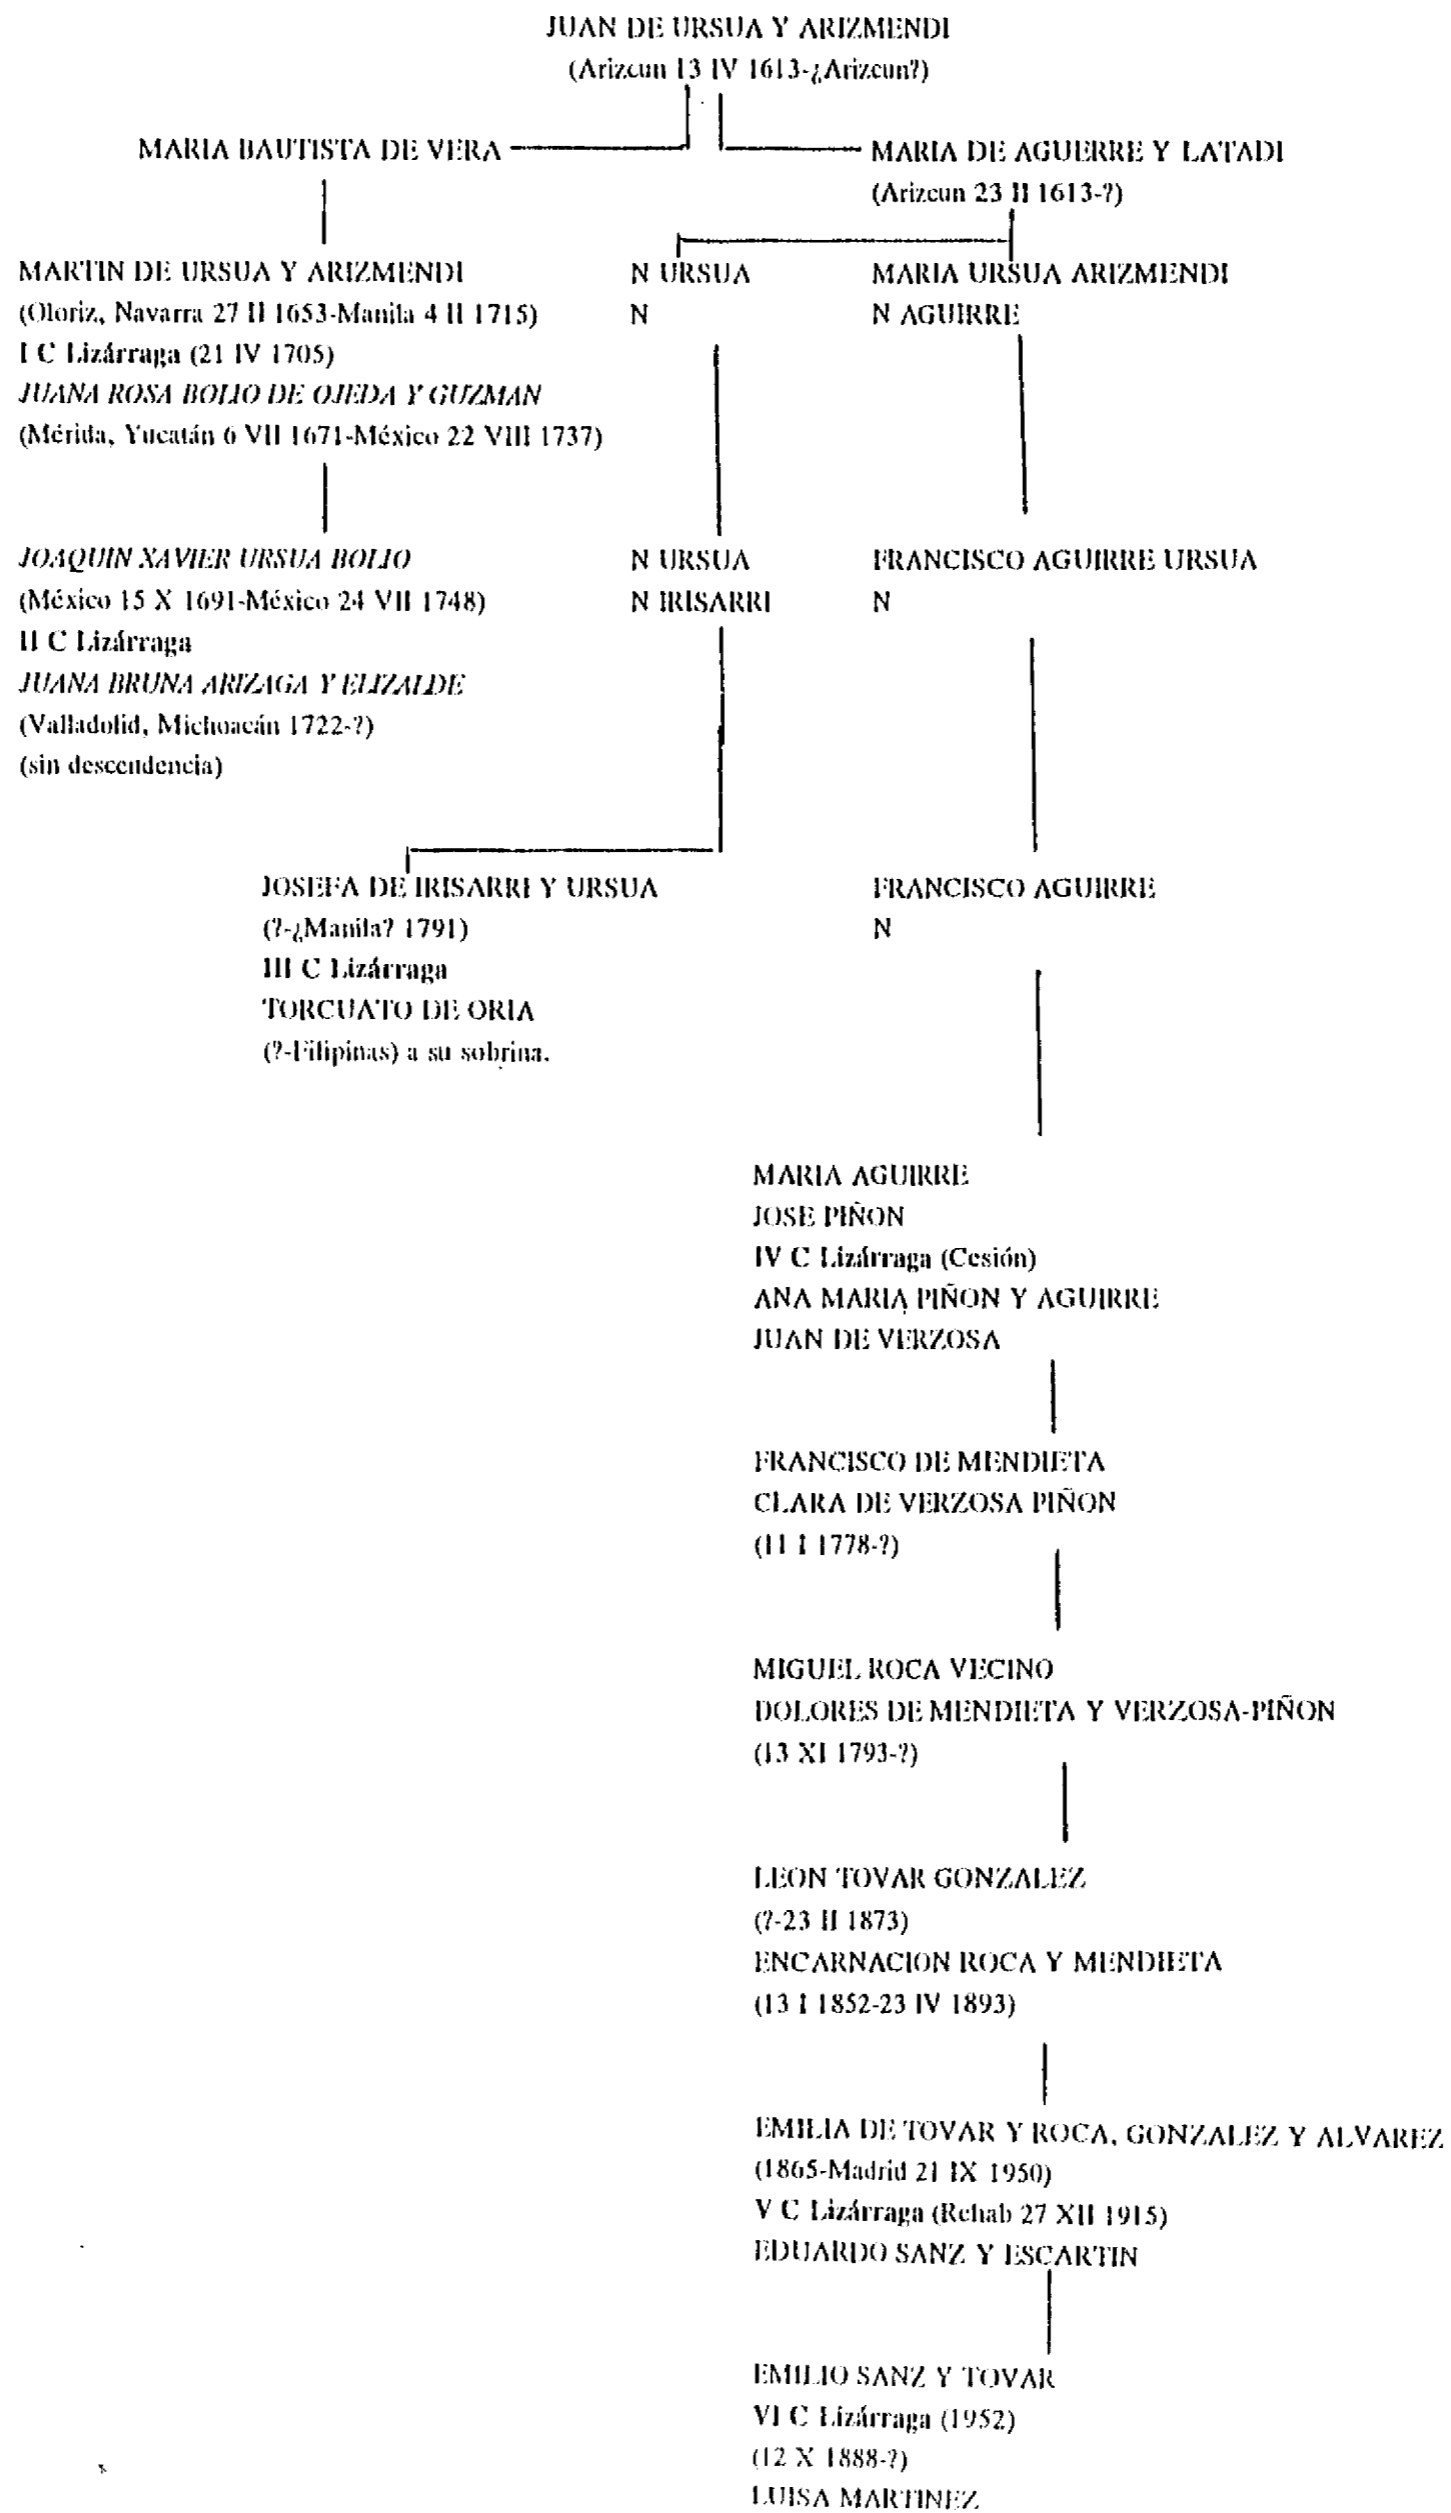 JUAN DE URSUA Y ARIZMENDI
(Arizcun 13 IV 1613-¿Arizcun?)
MARIA BAUTISTA DE VERA
MARIA DE AGUERRE Y LATADI
(Arizcun 23 II 1613-?)
MARTIN DE URSUA Y ARIZMENDI
(Oloriz, Navarra 27 II 1653-Manila 4 II 1715)
I C Lizárraga (21 IV 1705)
JUANA ROSA BOLIO DE OJEDA Y GUZMAN
(Mérida, Yucatán 6 VII 1671-México 22 VIII 1737)
N URSUA
N
MARIA URSUA ARIZMENDI
N AGUIRRE
JOAQUIN XAVIER URSUA BOLIO
(México 15 X 1691-México 24 VII 1748)
II C Lizárraga
JUANA BRUNA ARIZAGA Y ELIZALDE
(Valladolid, Michoacán 1722-?)
(sin descendencia)
N URSUA
N IRISARRI
FRANCISCO AGUIRRE URSUA
N
JOSEFA DE IRISARRI Y URSUA
(?-¿Manila? 1791)
III C Lizárraga
TORCUATO DE ORIA
(?-Filipinas) a su sobrina.
FRANCISCO AGUIRRE
N
MARIA AGUIRRE
JOSE PIÑON
IV C Lizárraga (Cesión)
ANA MARIA PIÑON Y AGUIRRE
JUAN DE VERZOSA
FRANCISCO DE MENDIETA
CLARA DE VERZOSA PIÑON
(11 I 1778-?)
MIGUEL ROCA VECINO
DOLORES DE MENDIETA Y VERZOSA-PIÑON
(13 XI 1793-?)
LEON TOVAR GONZALEZ
(?-23 II 1873)
ENCARNACION ROCA Y MENDIETA
(13 I 1852-23 IV 1893)
EMILIA DE TOVAR Y ROCA, GONZALEZ Y ALVAREZ
(1865-Madrid 21 IX 1950)
V C Lizárraga (Rehab 27 XII 1915)
EDUARDO SANZ Y ESCARTIN
EMILIO SANZ Y TOVAR
VI C Lizárraga (1952)
(12 X 1888-?)
LUISA MARTINEZ